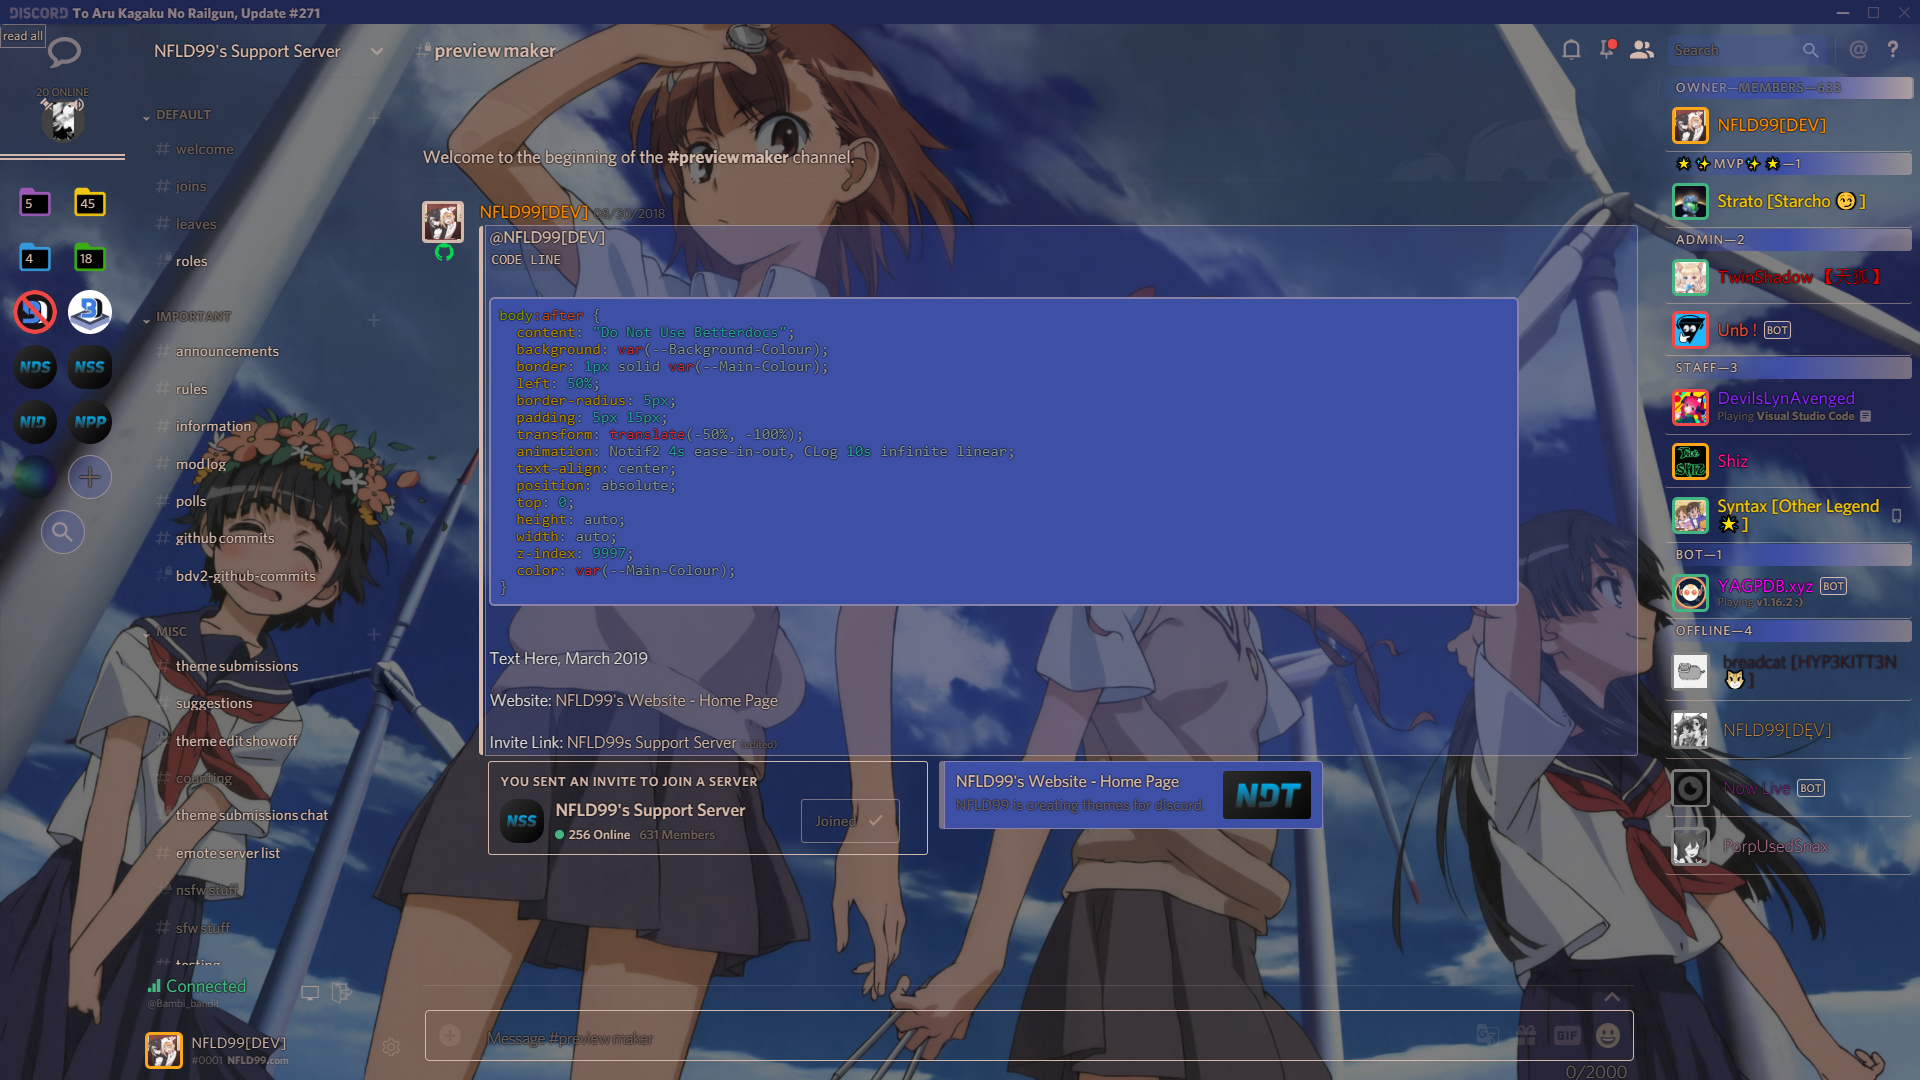 DISCORD To Aru Kagaku No Railgun, Update #271
read all
20 ONLINE
5
45
4
18
NDS
NSS
NID
NPP
NFLD99's Support Server
DEFAULT
# welcome
# joins
# leaves
# roles
IMPORTANT
# announcements
# rules
# information
# mod log
# polls
# github commits
# bdv2-github-commits
MISC
# theme submissions
# suggestions
# theme edit showoff
# counting
# theme submissions chat
# emote server list
# nsfw stuff
# sfw stuff
# testing
Connected
@Bambi_bandit
NFLD99[DEV]
#0001 NFLD99.com
# preview maker
Search
Welcome to the beginning of the #preview maker channel.
NFLD99[DEV] 08/30/2018
@NFLD99[DEV]
CODE LINE
body:after {
content: "Do Not Use Betterdocs";
background: var(--Background-Colour);
border: 1px solid var(--Main-Colour);
left: 50%;
border-radius: 5px;
padding: 5px 15px;
transform: translate(-50%, -100%);
animation: Notif2 4s ease-in-out, CLog 10s infinite linear;
text-align: center;
position: absolute;
top: 0;
height: auto;
width: auto;
z-index: 9997;
color: var(--Main-Colour);
}
Text Here, March 2019
Website: NFLD99's Website - Home Page
Invite Link: NFLD99s Support Server (edited)
YOU SENT AN INVITE TO JOIN A SERVER
NSS
NFLD99's Support Server
256 Online 631 Members
Joined
NFLD99's Website - Home Page
NFLD99 is creating themes for discord.
NDT
Message #preview maker
GIF
0/2000
OWNER—MEMBERS—633
NFLD99[DEV]
🌟✨MVP✨🌟—1
Strato [Starcho 😏]
ADMIN—2
TwinShadow 【天狐】
Unb ! BOT
STAFF—3
DevilsLynAvenged
Playing Visual Studio Code
The SHIZ
Shiz
Syntax [Other Legend
🌟]
BOT—1
YAGPDB.xyz BOT
Playing v1.16.2 :)
OFFLINE—4
breadcat [HYP3KITT3N
🐱]
NFLD99[DEV]
Now Live BOT
PorpUsedSnax